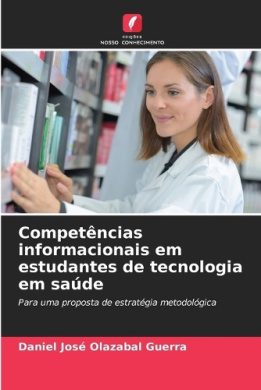 edições
NOSSO CONHECIMENTO
Competências
informacionais em
estudantes de tecnologia
em saúde
Para uma proposta de estratégia metodológica
Daniel José Olazabal Guerra